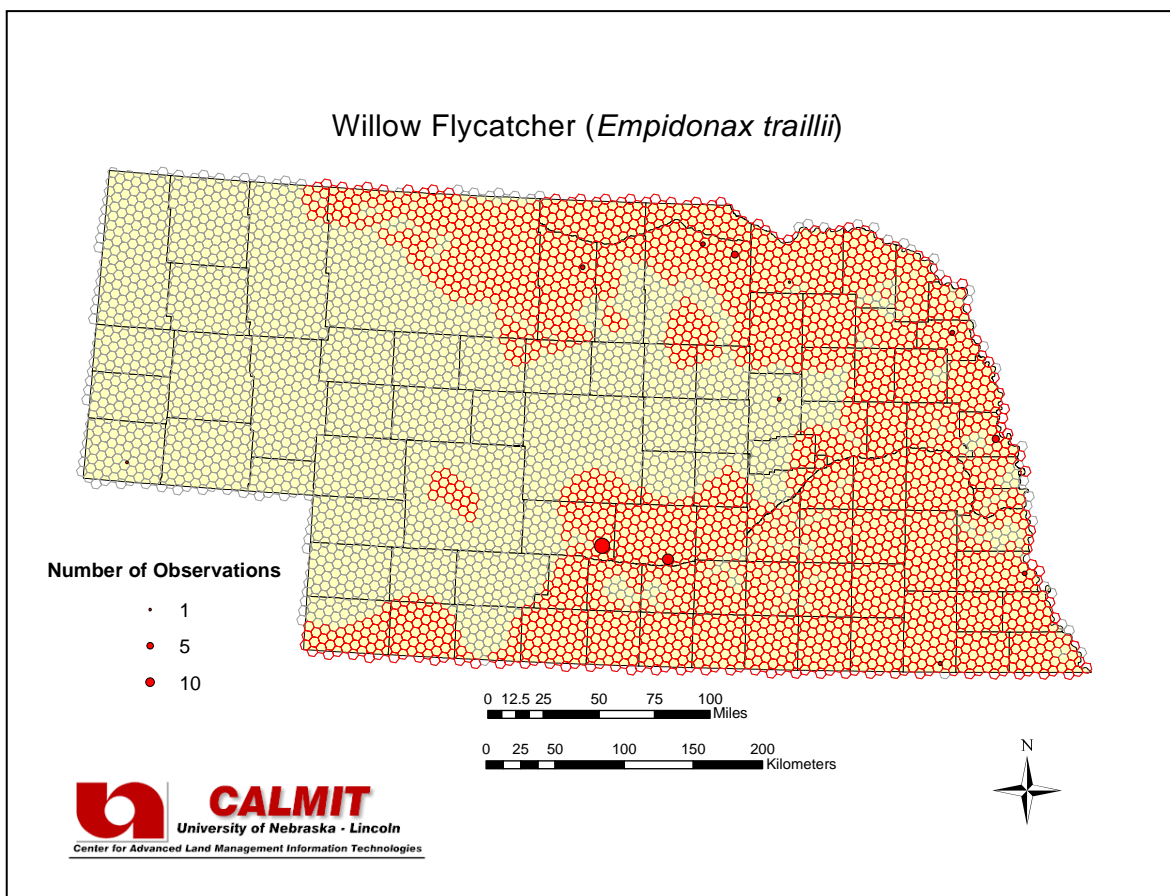 Willow Flycatcher (Empidonax traillii)
Number of Observations
1
5
10
0 12.5 25 50 75 100
Miles
0 25 50 100 150 200
Kilometers
N
CALMIT
University of Nebraska - Lincoln
Center for Advanced Land Management Information Technologies